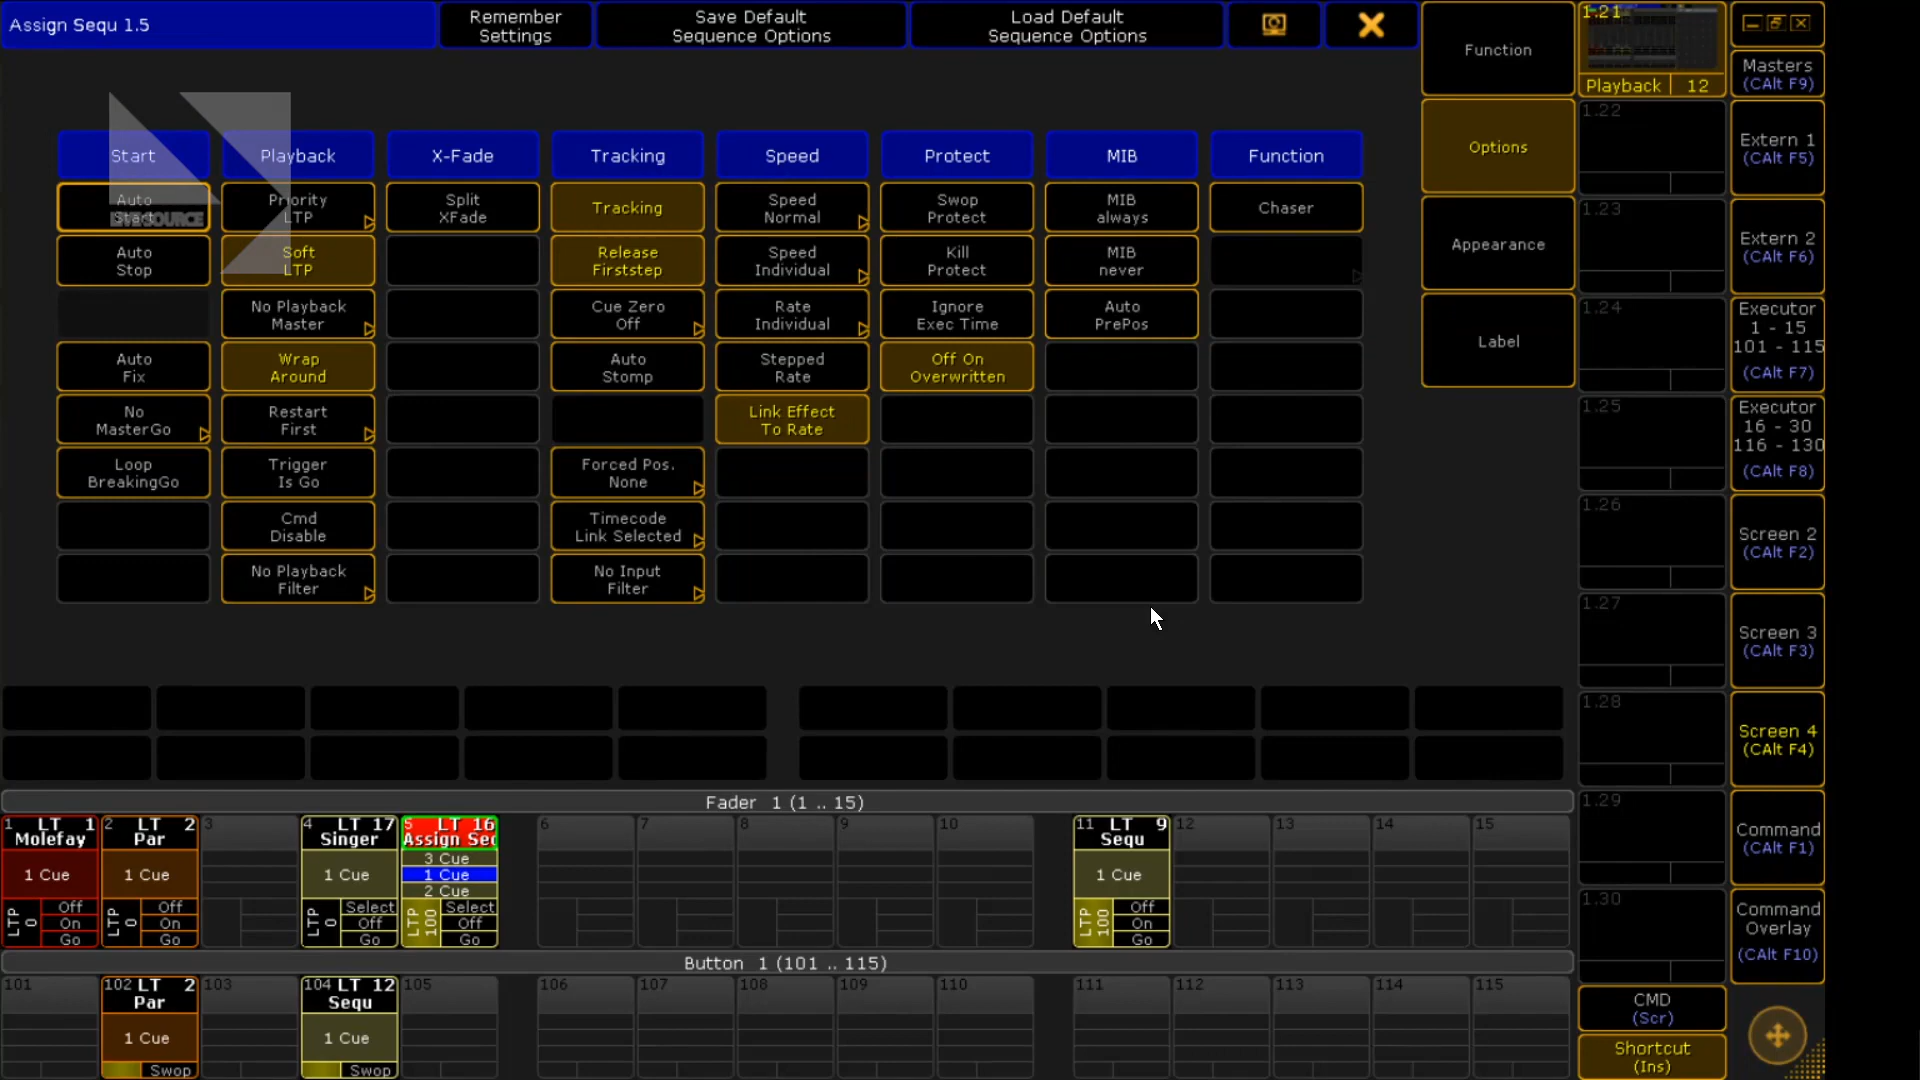 Assign Sequ 1.5
Remember
Settings
Save Default
Sequence Options
Load Default
Sequence Options
Function
Options
Appearance
Label
Start
Playback
X-Fade
Tracking
Speed
Protect
MIB
Function
Auto
Start
Priority
LTP
Split
XFade
Tracking
Speed
Normal
Swop
Protect
MIB
always
Chaser
Auto
Stop
Soft
LTP
Release
Firststep
Speed
Individual
Kill
Protect
MIB
never
No Playback
Master
Cue Zero
Off
Rate
Individual
Ignore
Exec Time
Auto
PrePos
Auto
Fix
Wrap
Around
Auto
Stomp
Stepped
Rate
Off On
Overwritten
No
MasterGo
Restart
First
Link Effect
To Rate
Loop
BreakingGo
Trigger
Is Go
Forced Pos.
None
Cmd
Disable
Timecode
Link Selected
No Playback
Filter
No Input
Filter
1.21
Playback 12
1.22
1.23
1.24
1.25
1.26
1.27
1.28
1.29
1.30
CMD
(Scr)
Shortcut
(Ins)
Masters
(CAlt F9)
Extern 1
(CAlt F5)
Extern 2
(CAlt F6)
Executor
1 - 15
101 - 115
(CAlt F7)
Executor
16 - 30
116 - 130
(CAlt F8)
Screen 2
(CAlt F2)
Screen 3
(CAlt F3)
Screen 4
(CAlt F4)
Command
(CAlt F1)
Command
Overlay
(CAlt F10)
Fader 1 (1 .. 15)
1 LT 1
Molefay
1 Cue
LTP 0
Off
On
Go
2 LT 2
Par
1 Cue
LTP 0
Off
On
Go
3
4 LT 17
Singer
1 Cue
LTP 0
Select
Off
Go
5 LT 16
Assign Seq
3 Cue
1 Cue
2 Cue
LTP 100
Select
Off
Go
6
7
8
9
10
11 LT 9
Sequ
1 Cue
LTP 100
Off
On
Go
12
13
14
15
Button 1 (101 .. 115)
101
102 LT 2
Par
1 Cue
Swop
103
104 LT 12
Sequ
1 Cue
Swop
105
106
107
108
109
110
111
112
113
114
115